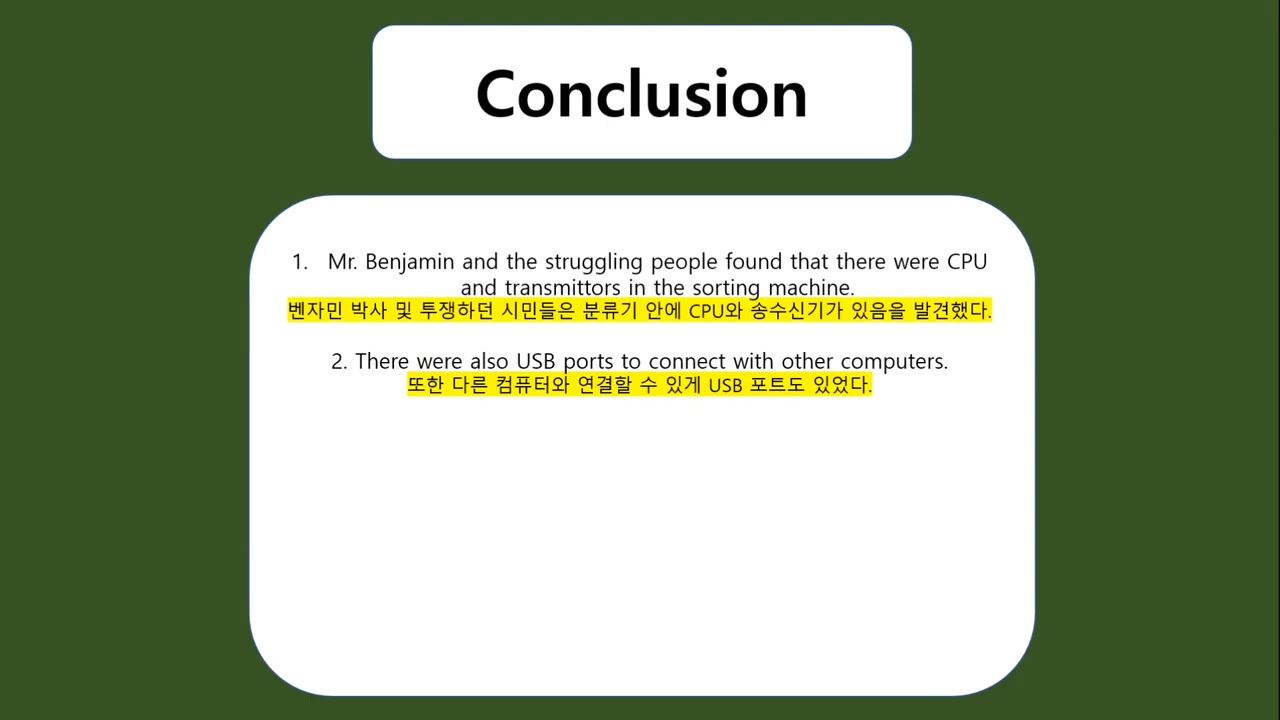 Conclusion
1. Mr. Benjamin and the struggling people found that there were CPU
and transmittors in the sorting machine.
벤자민 박사 및 투쟁하던 시민들은 분류기 안에 CPU와 송수신기가 있음을 발견했다.
2. There were also USB ports to connect with other computers.
또한 다른 컴퓨터와 연결할 수 있게 USB 포트도 있었다.